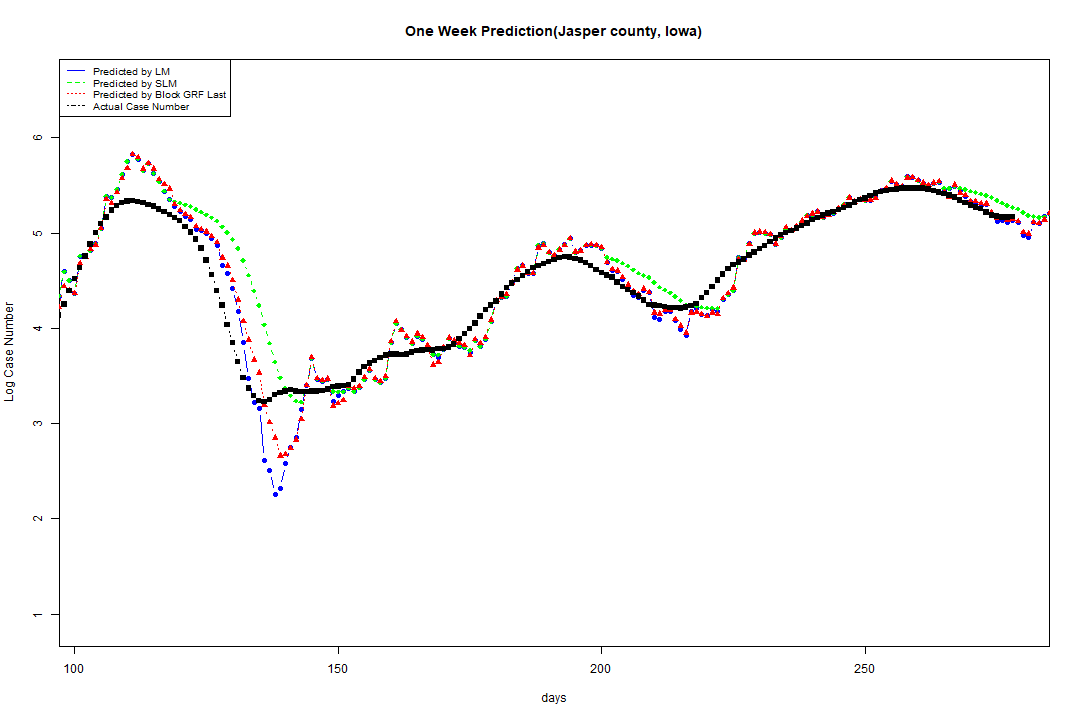 One Week Prediction(Jasper county, Iowa)
Predicted by LM
Predicted by SLM
Predicted by Block GRF Last
Actual Case Number
6
5
4
3
2
1
Log Case Number
100 150 200 250
days